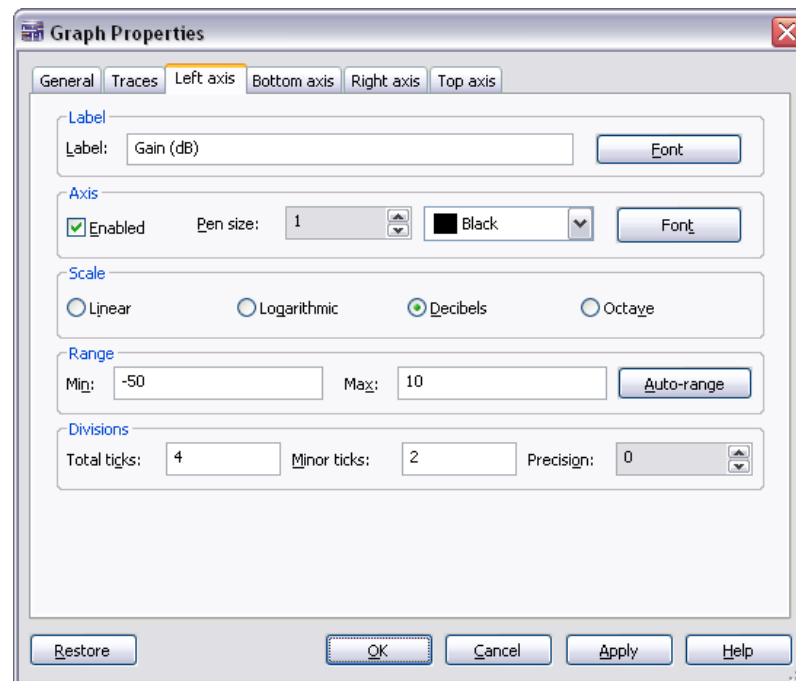 Graph Properties
General Traces Left axis Bottom axis Right axis Top axis
Label
Label: Gain (dB) Font
Axis
Enabled Pen size: 1 Black Font
Scale
Linear Logarithmic Decibels Octave
Range
Min: -50 Max: 10 Auto-range
Divisions
Total ticks: 4 Minor ticks: 2 Precision: 0
Restore OK Cancel Apply Help